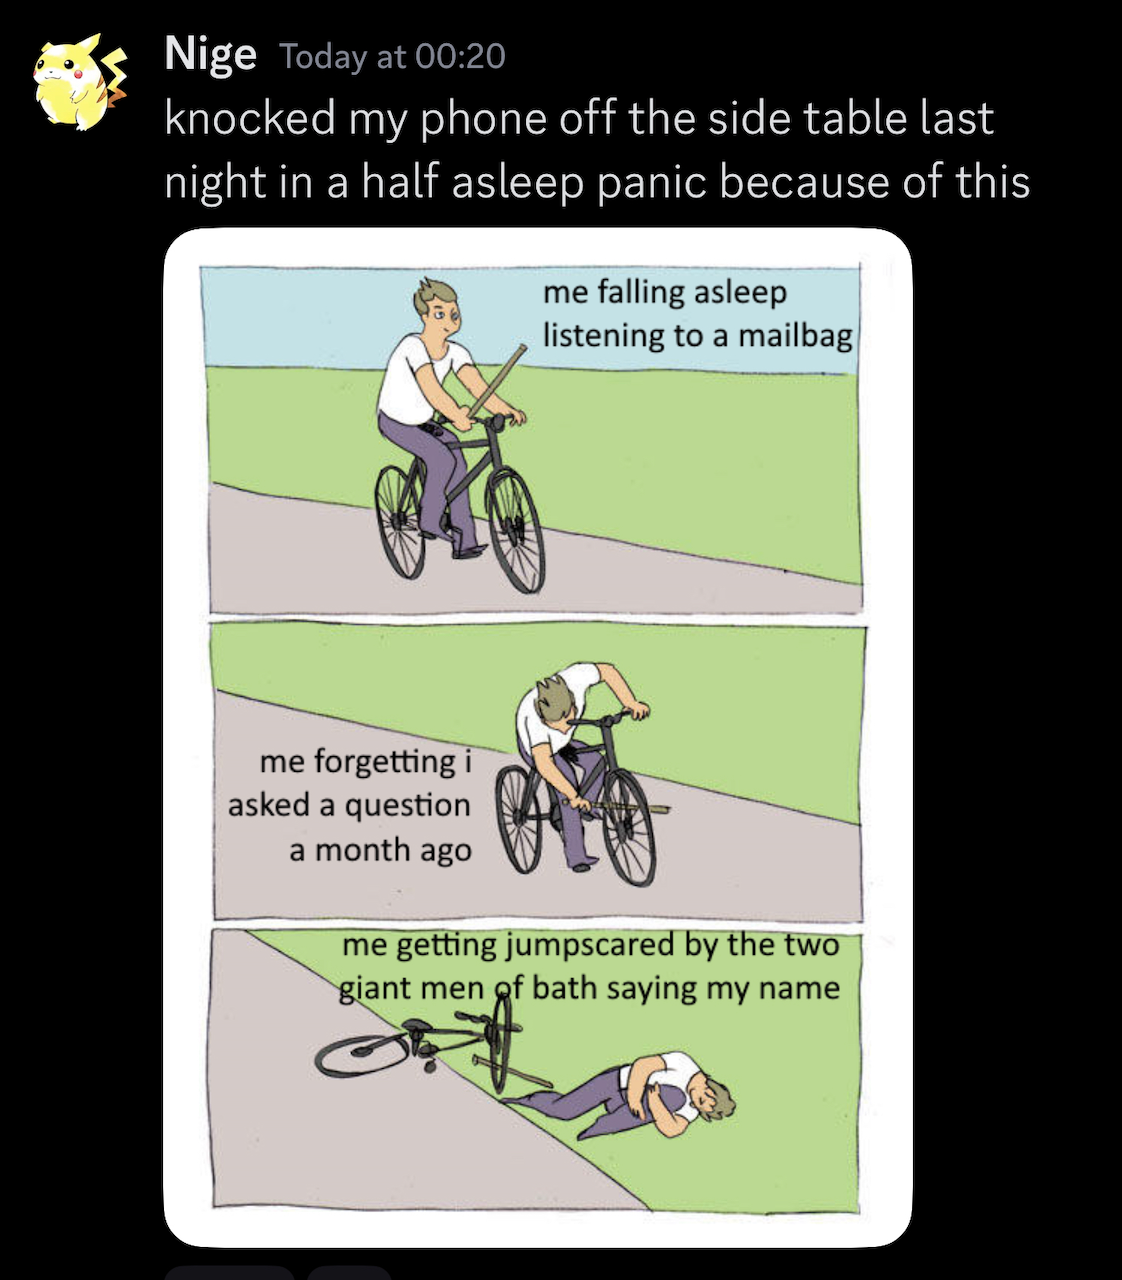 Nige Today at 00:20
knocked my phone off the side table last
night in a half asleep panic because of this
me falling asleep
listening to a mailbag
me forgetting i
asked a question
a month ago
me getting jumpscared by the two
giant men of bath saying my name